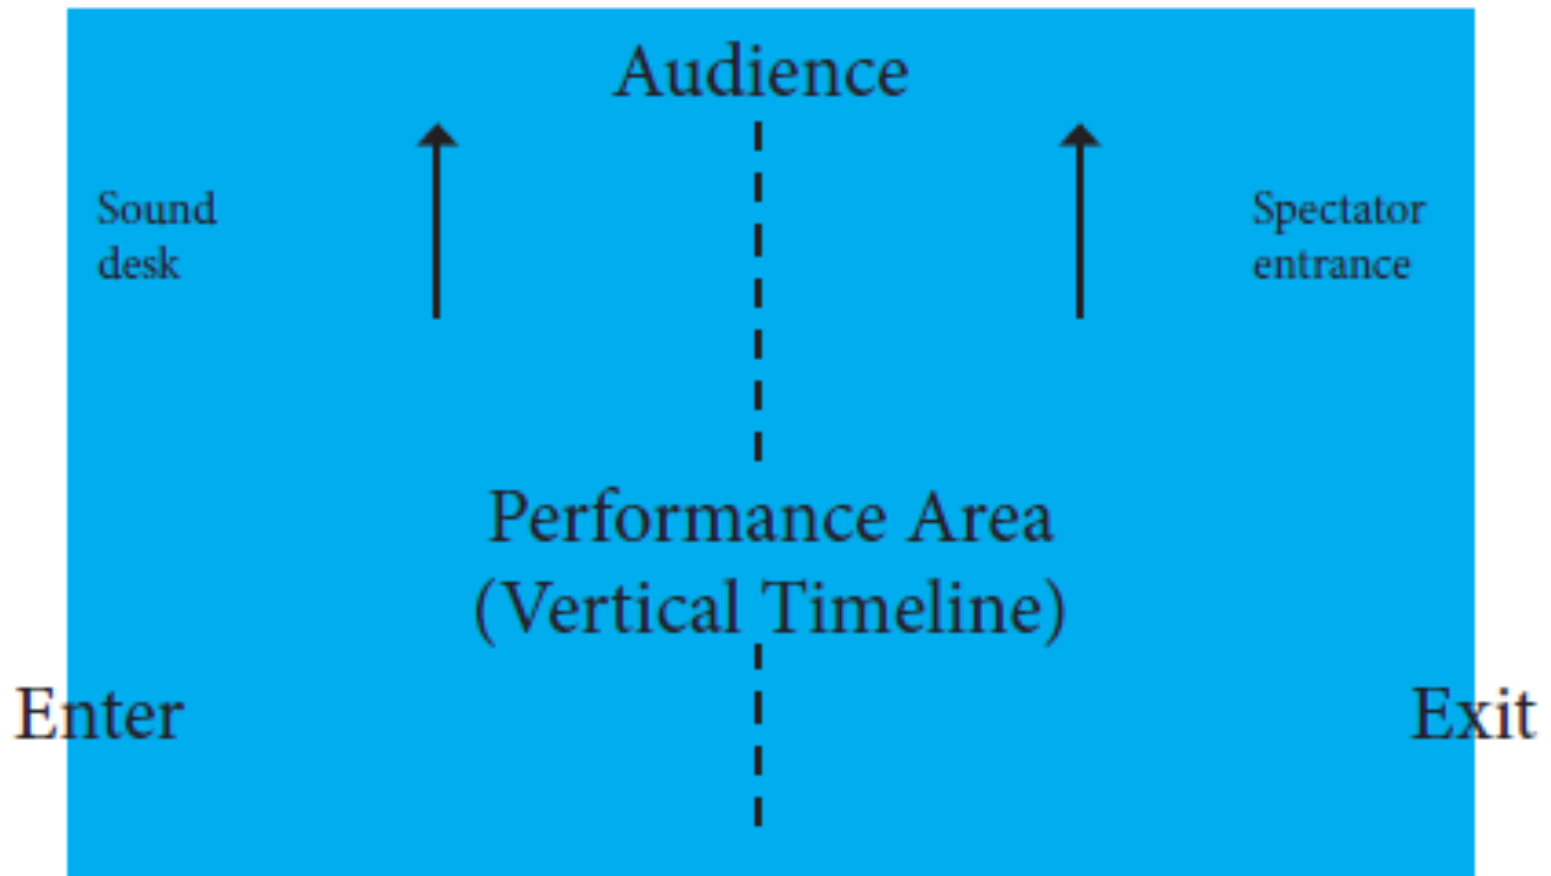 Audience
Sound
desk
Spectator
entrance
Performance Area
(Vertical Timeline)
Enter
Exit